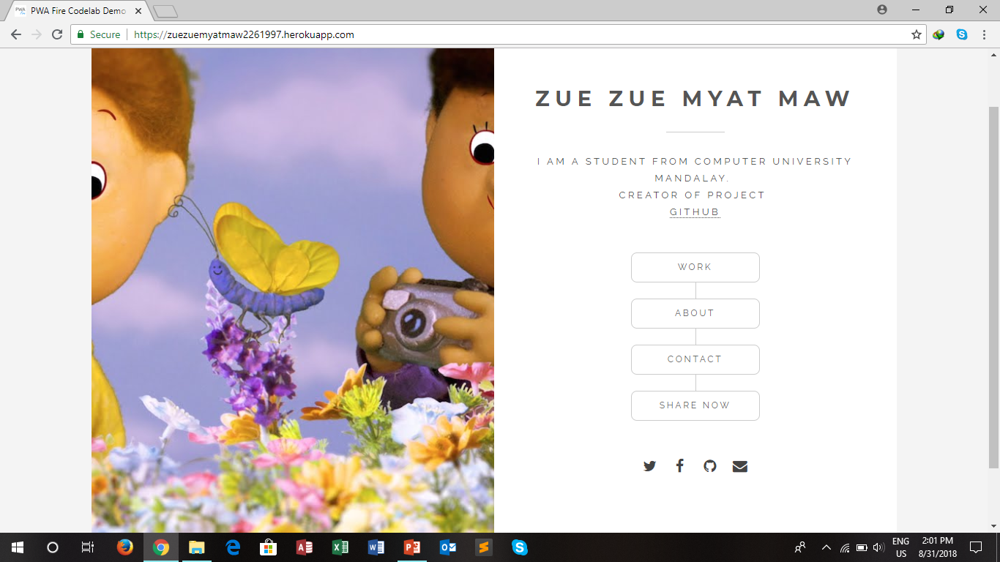 PWA Fire Codelab Demo
Secure
https://zuezuemyatmaw2261997.herokuapp.com
ZUE ZUE MYAT MAW
I AM A STUDENT FROM COMPUTER UNIVERSITY
MANDALAY.
CREATOR OF PROJECT
GITHUB
WORK
ABOUT
CONTACT
SHARE NOW
ENG
US
2:01 PM
8/31/2018